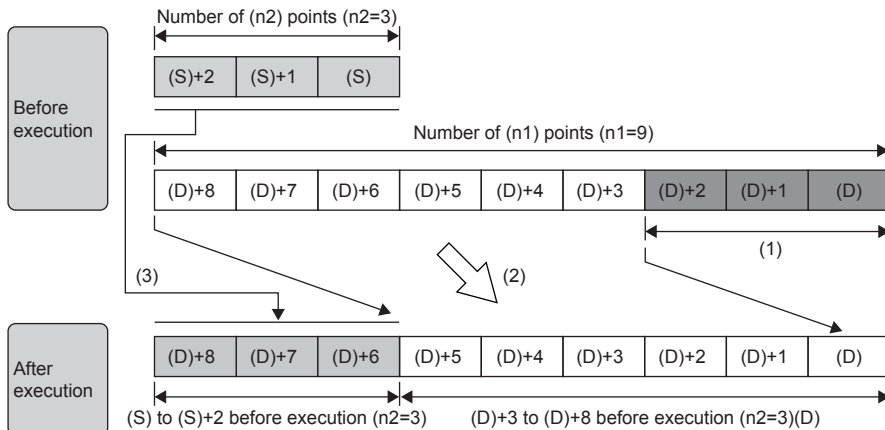 Number of (n2) points (n2=3)
(S)+2 (S)+1 (S)
Before
execution
Number of (n1) points (n1=9)
(D)+8 (D)+7 (D)+6 (D)+5 (D)+4 (D)+3 (D)+2 (D)+1 (D)
(1)
(3)
(2)
After
execution
(D)+8 (D)+7 (D)+6 (D)+5 (D)+4 (D)+3 (D)+2 (D)+1 (D)
(S) to (S)+2 before execution (n2=3) (D)+3 to (D)+8 before execution (n2=3)(D)